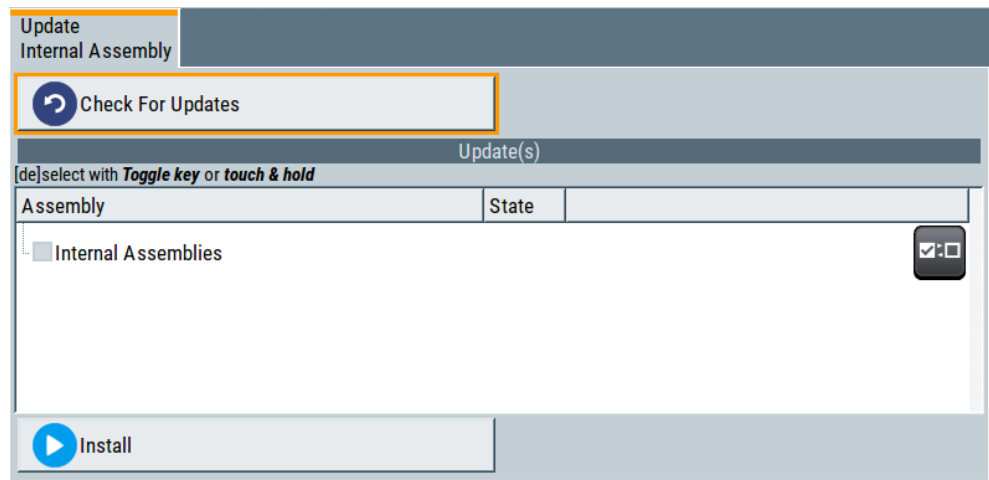 Update
Internal Assembly
Check For Updates
Update(s)
[de]select with Toggle key or touch & hold
Assembly State
Internal Assemblies
Install